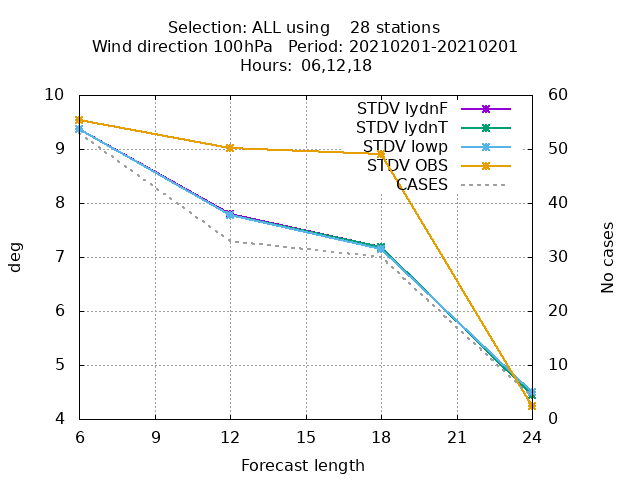 Selection: ALL using    28 stations
Wind direction 100hPa   Period: 20210201-20210201
Hours:  06,12,18
10
9
8
7
6
5
4
60
50
40
30
20
10
0
STDV lydnF
STDV lydnT
STDV lowp
STDV OBS
CASES
deg
No cases
6 9 12 15 18 21 24
Forecast length